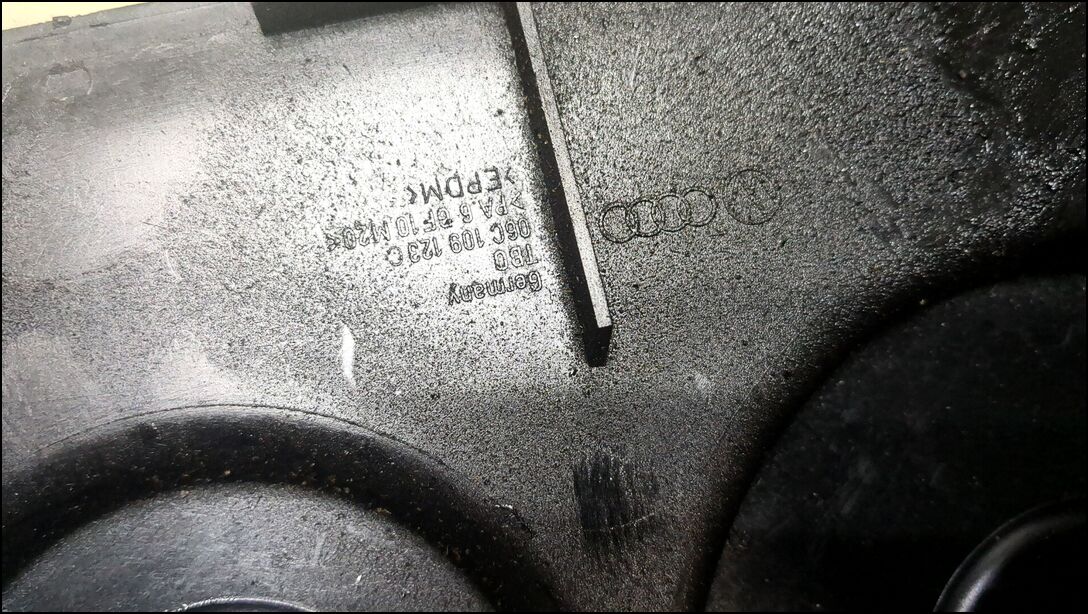 Germany
06C 109 123 C
>PA 6 GF10 M20<
>EPDM<